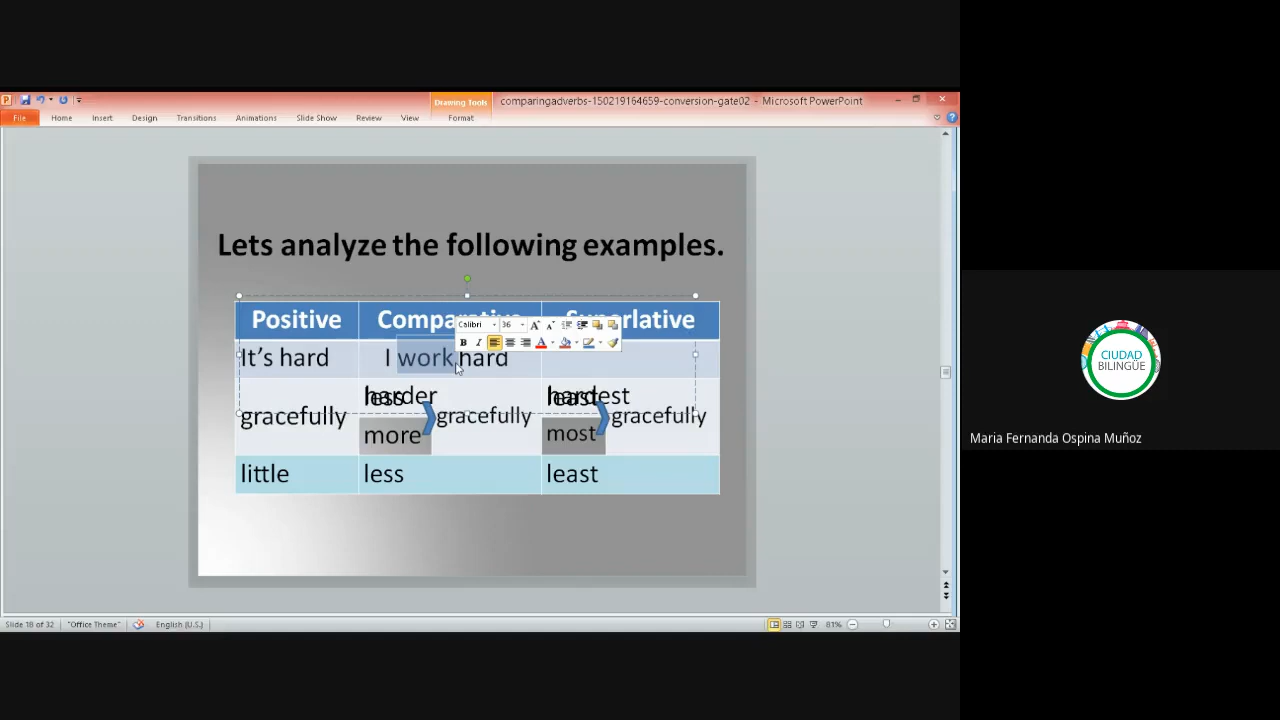 Drawing Tools
comparingadverbs-150219164659-conversion-gate02 - Microsoft PowerPoint
File Home Insert Design Transitions Animations Slide Show Review View Format
Lets analyze the following examples.
Positive Comparative Superlative
Calibri 36
It's hard I work hard
harder hardest
less least
gracefully gracefully gracefully
more most
little less least
Slide 18 of 32 "Office Theme" English (U.S.) 81%
CIUDAD
BILINGÜE
Maria Fernanda Ospina Muñoz